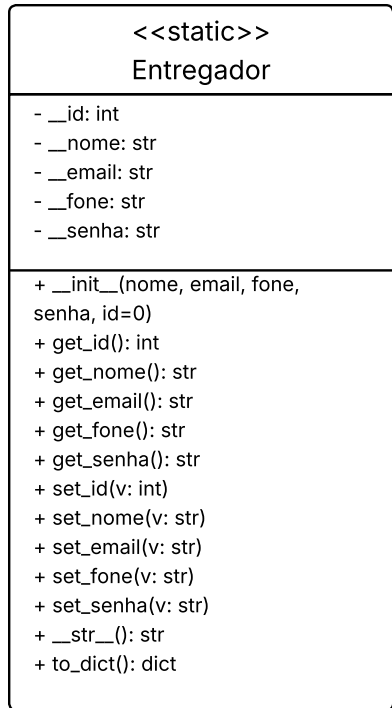 <<static>>
Entregador
- __id: int
- __nome: str
- __email: str
- __fone: str
- __senha: str
+ __init__(nome, email, fone,
senha, id=0)
+ get_id(): int
+ get_nome(): str
+ get_email(): str
+ get_fone(): str
+ get_senha(): str
+ set_id(v: int)
+ set_nome(v: str)
+ set_email(v: str)
+ set_fone(v: str)
+ set_senha(v: str)
+ __str__(): str
+ to_dict(): dict